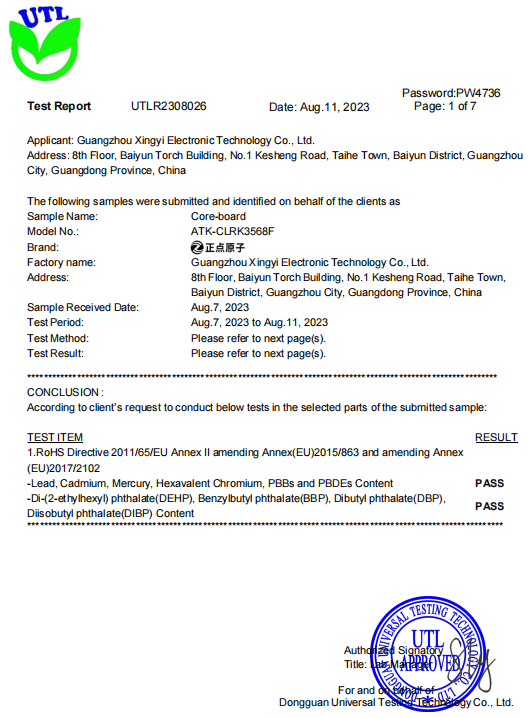 UTL
Password:PW4736
Test Report UTLR2308026 Date: Aug.11, 2023 Page: 1 of 7
Applicant: Guangzhou Xingyi Electronic Technology Co., Ltd.
Address: 8th Floor, Baiyun Torch Building, No.1 Kesheng Road, Taihe Town, Baiyun District, Guangzhou
City, Guangdong Province, China
The following samples were submitted and identified on behalf of the clients as
Sample Name: Core-board
Model No.: ATK-CLRK3568F
Brand: 正点原子
Factory name: Guangzhou Xingyi Electronic Technology Co., Ltd.
Address: 8th Floor, Baiyun Torch Building, No.1 Kesheng Road, Taihe Town,
Baiyun District, Guangzhou City, Guangdong Province, China
Sample Received Date: Aug.7, 2023
Test Period: Aug.7, 2023 to Aug.11, 2023
Test Method: Please refer to next page(s).
Test Result: Please refer to next page(s).
CONCLUSION :
According to client's request to conduct below tests in the selected parts of the submitted sample:
TEST ITEM RESULT
1.RoHS Directive 2011/65/EU Annex II amending Annex(EU)2015/863 and amending Annex
(EU)2017/2102
-Lead, Cadmium, Mercury, Hexavalent Chromium, PBBs and PBDEs Content PASS
-Di-(2-ethylhexyl) phthalate(DEHP), Benzylbutyl phthalate(BBP), Dibutyl phthalate(DBP),
Diisobutyl phthalate(DIBP) Content PASS
DONGGUAN UNIVERSAL TESTING TECHNOLOGY CO., LTD
UTL
APPROVED
Authorized Signatory
Title: Lab Manager
For and on behalf of
Dongguan Universal Testing Technology Co., Ltd.